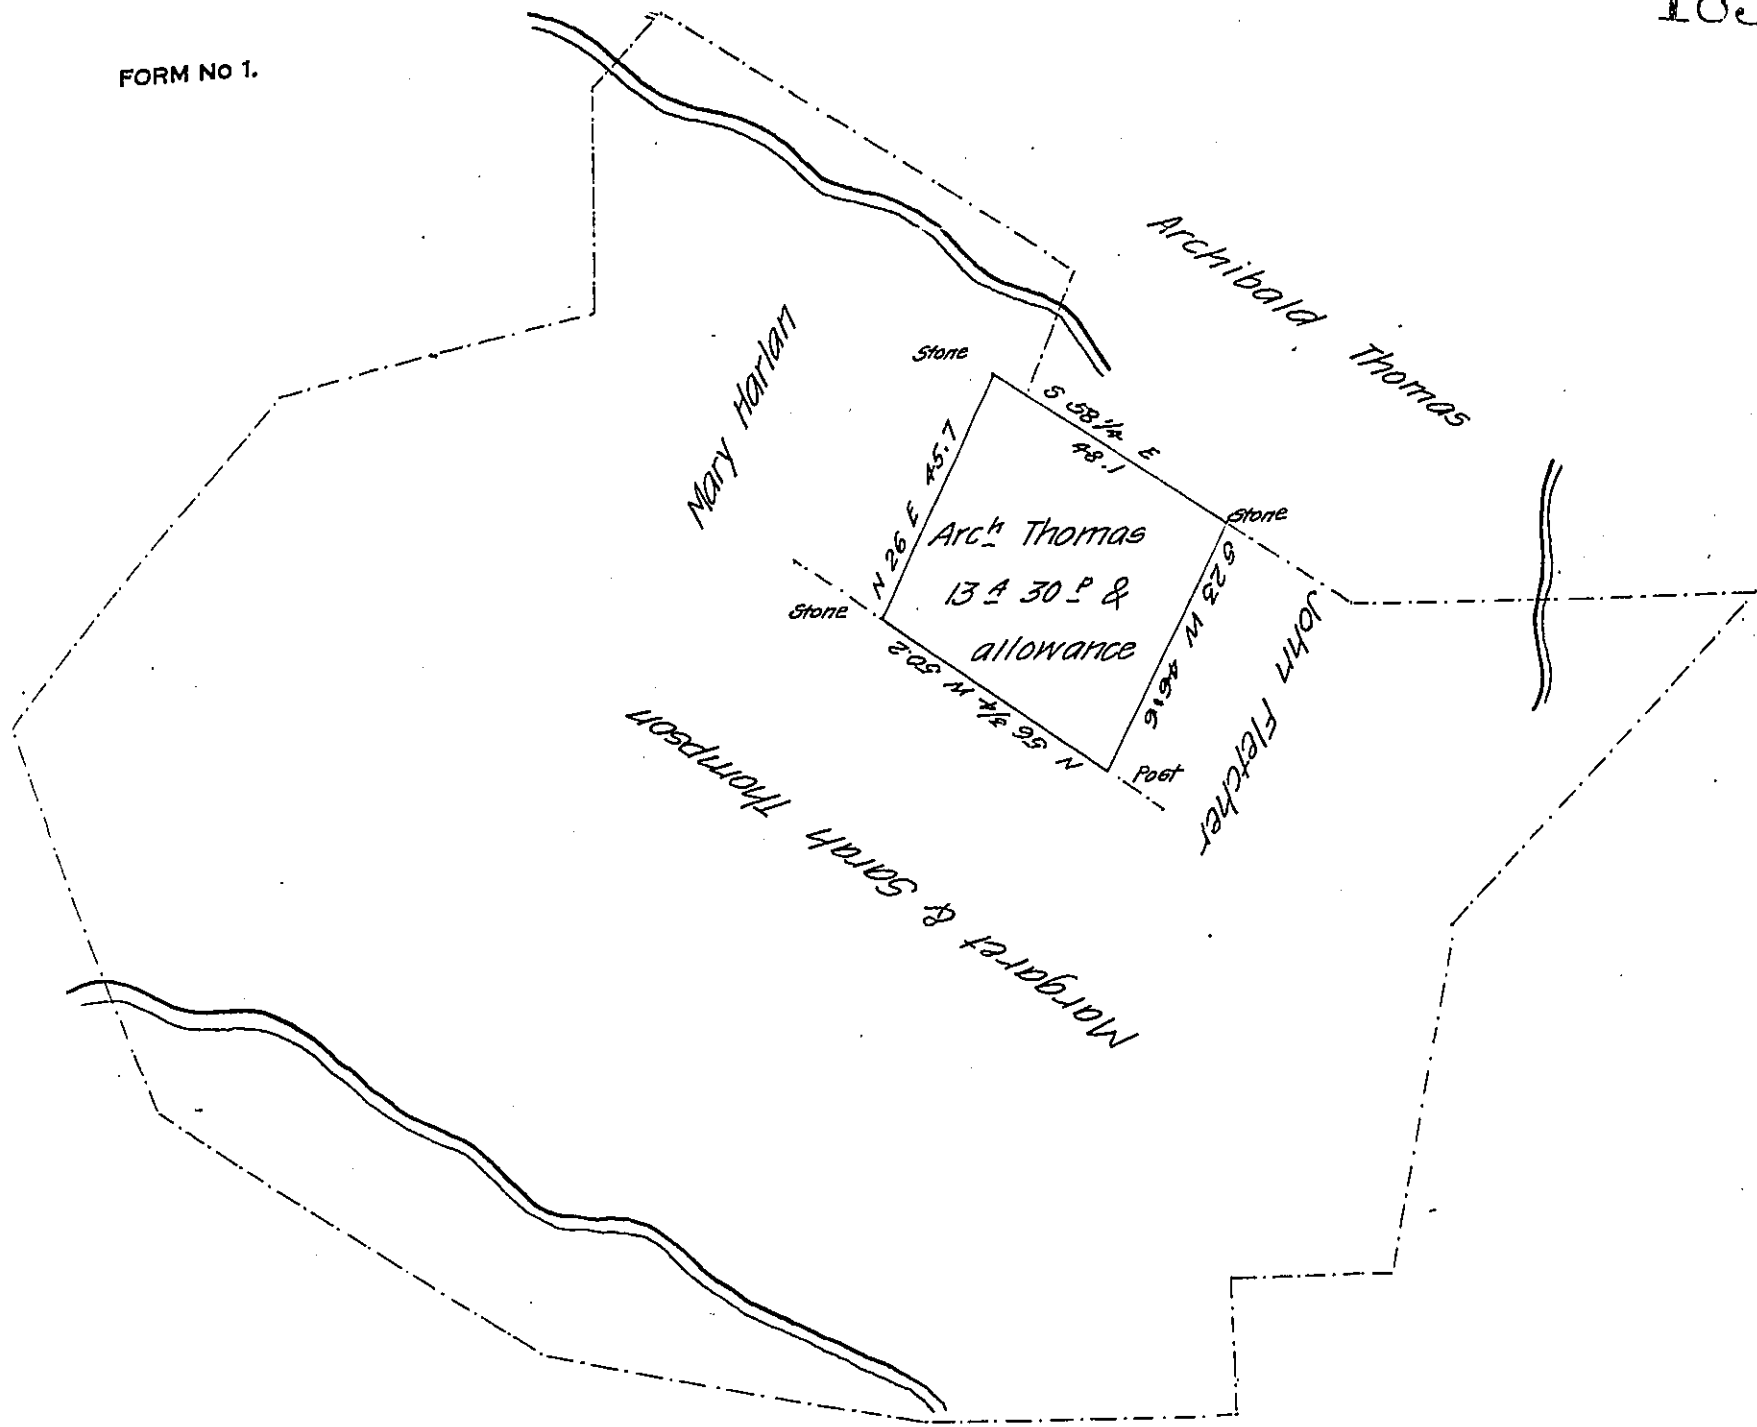 FORM No 1.
Archibald Thomas
Mary Harlan
Stone
S 58 1/4 E
48.1
N 26 E 45.7
Stone
Arch Thomas
13 A 30 P &
allowance
S 23 W 46.6
Stone
N 56 3/4 W 50.2
Post
John Fletcher
Margaret & Sarah Thompson